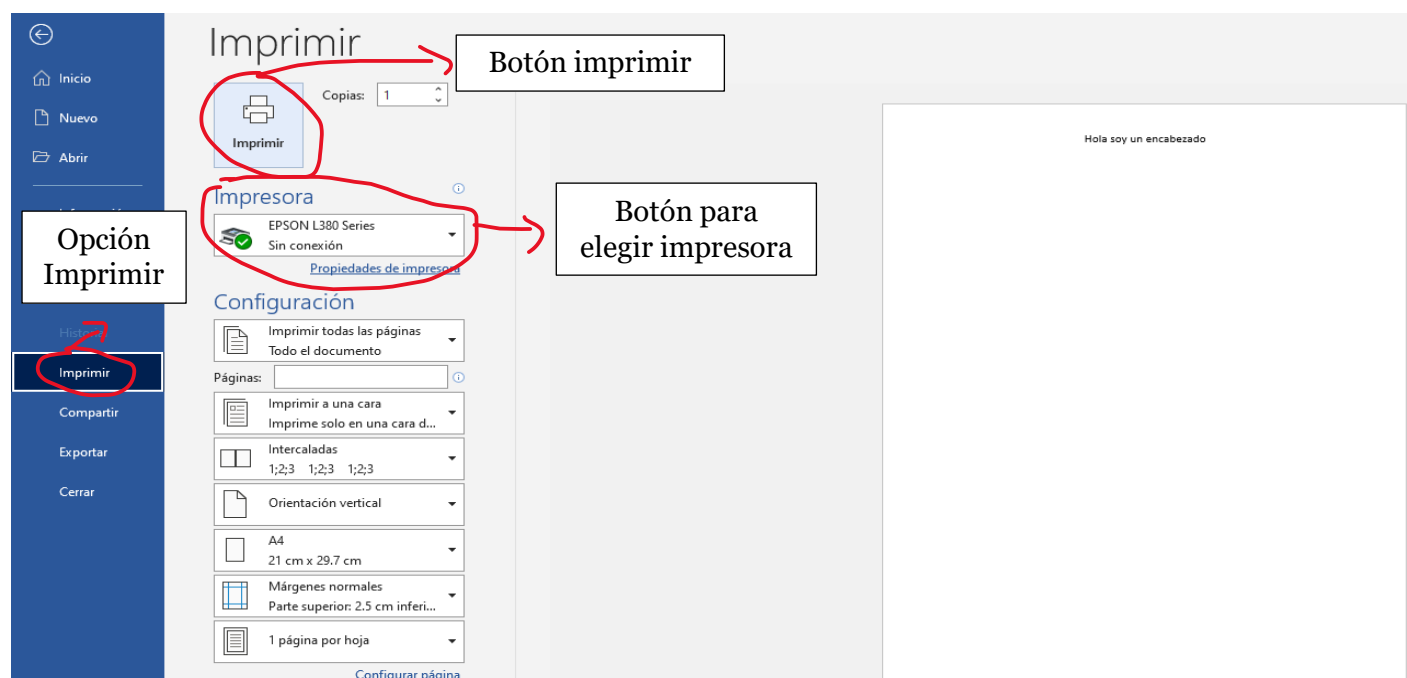 Imprimir
Botón imprimir
Inicio
Nuevo
Abrir
Opción
Imprimir
Imprimir
Compartir
Exportar
Cerrar
Copias: 1
Imprimir
Impresora
EPSON L380 Series
Sin conexión
Propiedades de impresora
Botón para
elegir impresora
Configuración
Imprimir todas las páginas
Todo el documento
Páginas:
Imprimir a una cara
Imprime solo en una cara d...
Intercaladas
1;2;3 1;2;3 1;2;3
Orientación vertical
A4
21 cm x 29.7 cm
Márgenes normales
Parte superior: 2.5 cm inferi...
1 página por hoja
Configurar página
Hola soy un encabezado